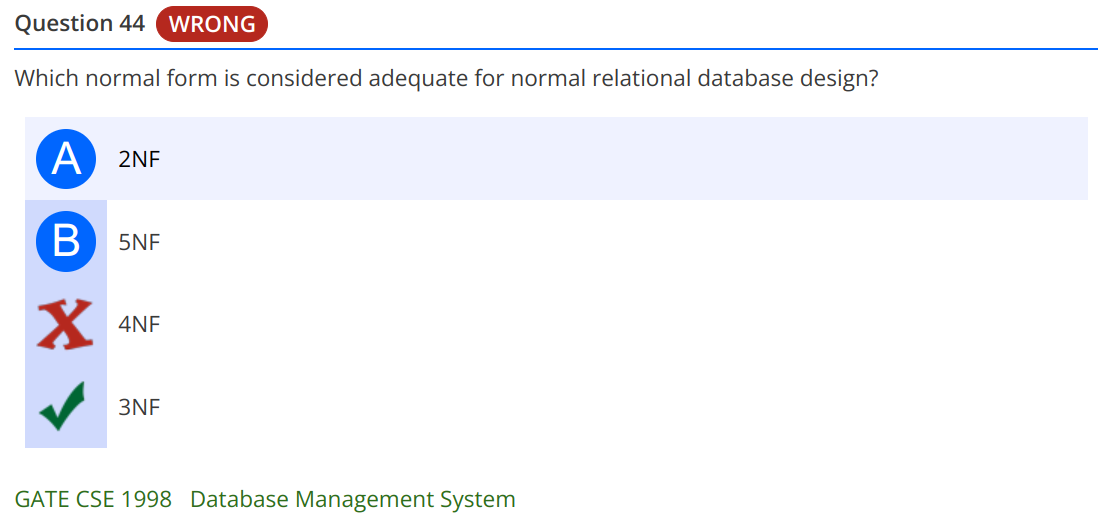 Question 44 WRONG
Which normal form is considered adequate for normal relational database design?
A 2NF
B 5NF
4NF
3NF
GATE CSE 1998 Database Management System